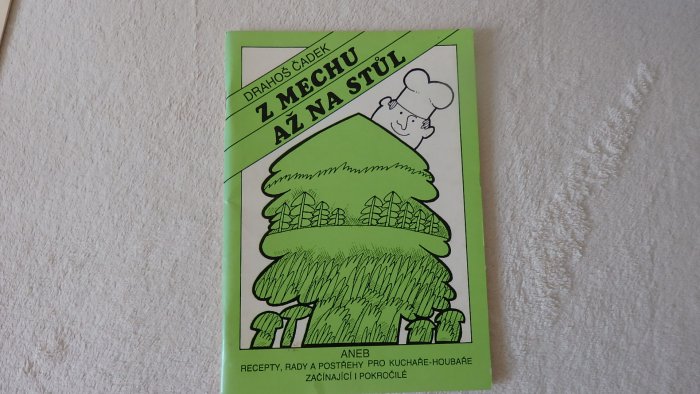 DRAHOŠ ČADEK
Z MECHU
AŽ NA STŮL
ANEB
RECEPTY, RADY A POSTŘEHY PRO KUCHAŘE-HOUBAŘE
ZAČÍNAJÍCÍ I POKROČILÉ